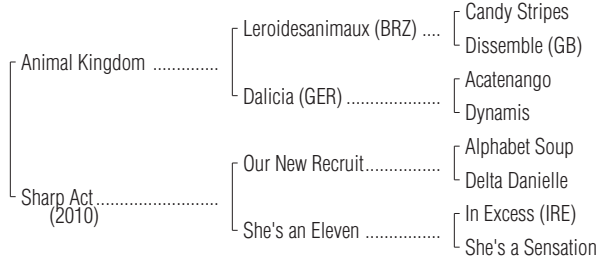 Candy Stripes
Leroidesanimaux (BRZ) ....
Dissemble (GB)
Animal Kingdom ..............
Acatenango
Dalicia (GER) ....................
Dynamis
Alphabet Soup
Our New Recruit...................
Delta Danielle
Sharp Act..........................
(2010)
In Excess (IRE)
She's an Eleven ................
She's a Sensation